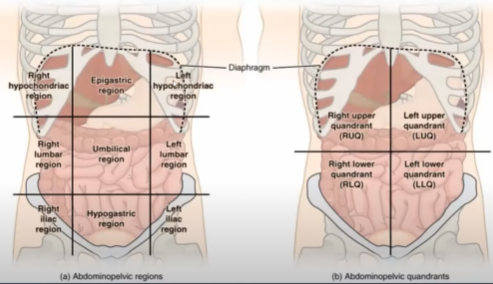 Right
hypochondriac
region
Epigastric
region
Left
hypochondriac
region
Right
lumbar
region
Umbilical
region
Left
lumbar
region
Right
iliac
region
Hypogastric
region
Left
iliac
region
Diaphragm
Right upper
quadrant
(RUQ)
Left upper
quadrant
(LUQ)
Right lower
quadrant
(RLQ)
Left lower
quadrant
(LLQ)
(a) Abdominopelvic regions
(b) Abdominopelvic quadrants